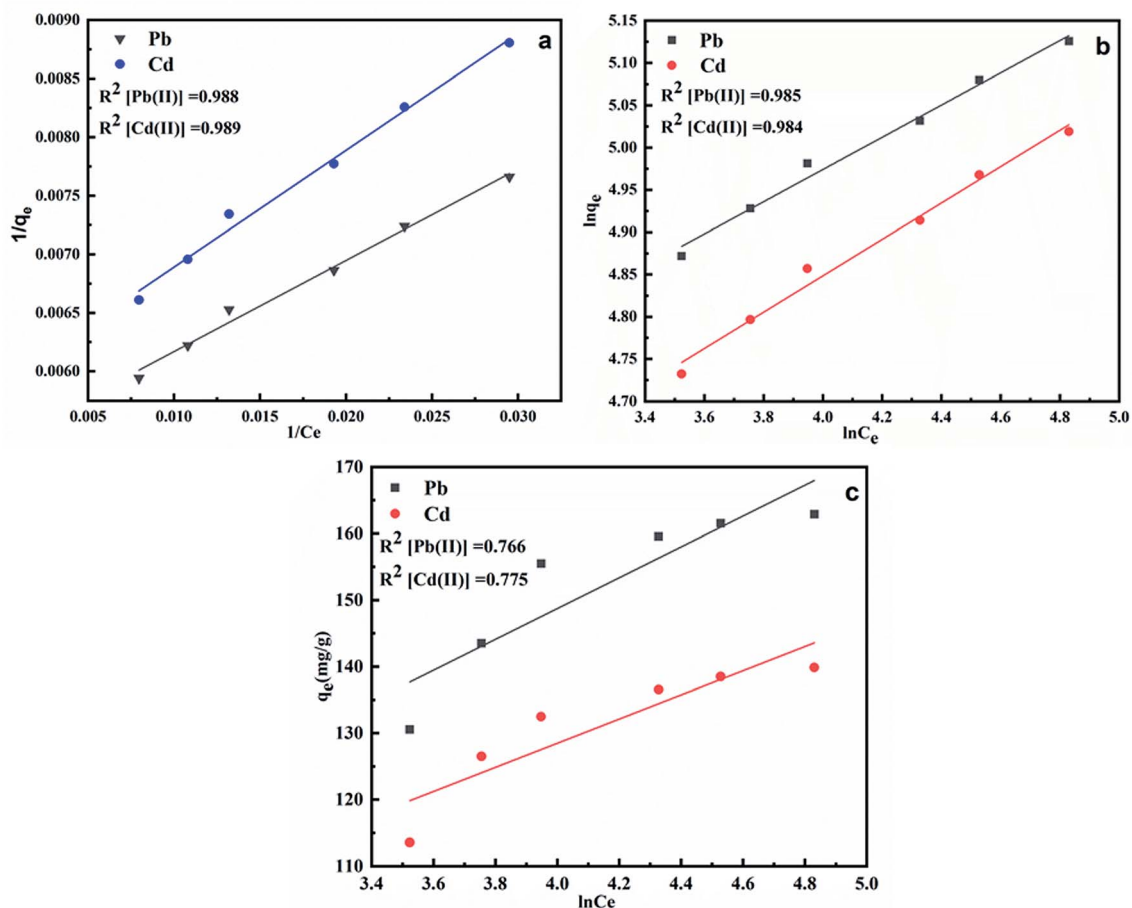 a
Pb
Cd
R² [Pb(II)] =0.988
R² [Cd(II)] =0.989
0.0090
0.0085
0.0080
0.0075
0.0070
0.0065
0.0060
1/qe
0.005 0.010 0.015 0.020 0.025 0.030
1/Ce
b
Pb
Cd
R² [Pb(II)] =0.985
R² [Cd(II)] =0.984
5.15
5.10
5.05
5.00
4.95
4.90
4.85
4.80
4.75
4.70
lnqe
3.4 3.6 3.8 4.0 4.2 4.4 4.6 4.8 5.0
lnCe
c
Pb
Cd
R² [Pb(II)] =0.766
R² [Cd(II)] =0.775
170
160
150
140
130
120
110
qe(mg/g)
3.4 3.6 3.8 4.0 4.2 4.4 4.6 4.8 5.0
lnCe